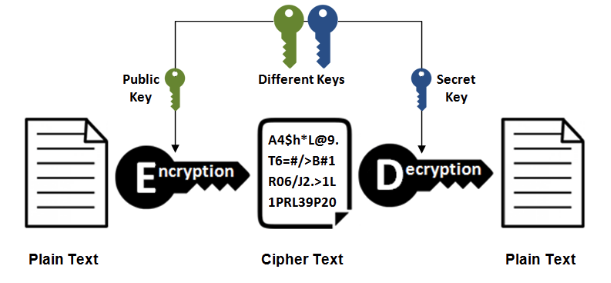 Public
Key
Different Keys
Secret
Key
Encryption
A4$h*L@9.
T6=#/>B#1
R06/J2.>1L
1PRL39P20
Decryption
Plain Text
Cipher Text
Plain Text